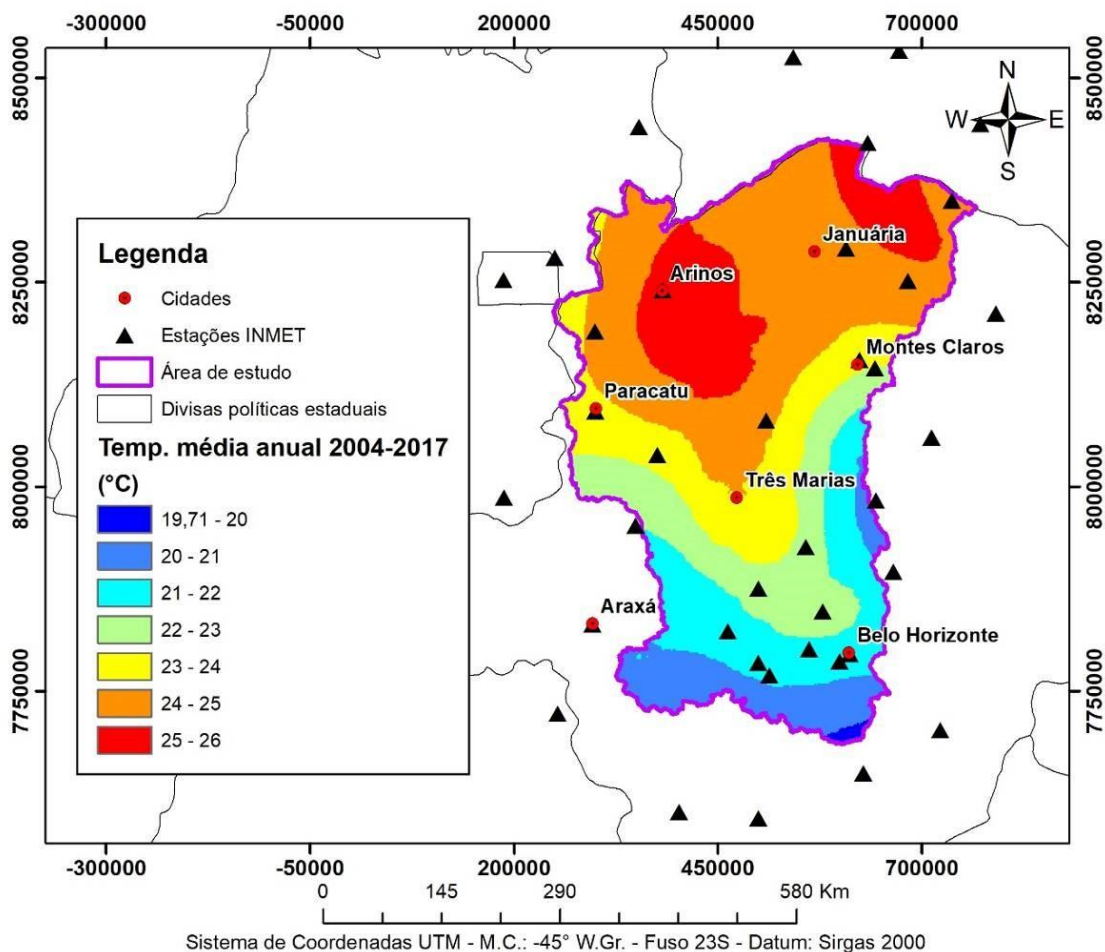 -300000 -50000 200000 450000 700000
8500000 8500000
N
W E
S
Legenda
Cidades
Estações INMET
Área de estudo
Divisas políticas estaduais
Temp. média anual 2004-2017
(°C)
19,71 - 20
20 - 21
21 - 22
22 - 23
23 - 24
24 - 25
25 - 26
Januária
Arinos
8250000 8250000
Montes Claros
Paracatu
8000000 8000000
Três Marias
Araxá
Belo Horizonte
7750000 7750000
-300000 -50000 200000 450000 700000
0 145 290 580 Km
Sistema de Coordenadas UTM - M.C.: -45° W.Gr. - Fuso 23S - Datum: Sirgas 2000